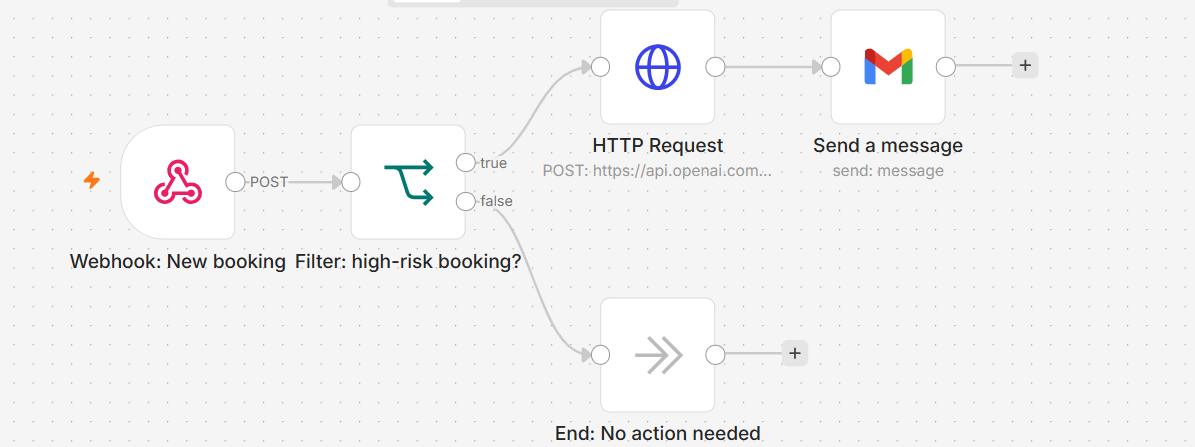 POST
Webhook: New booking
true
false
Filter: high-risk booking?
HTTP Request
POST: https://api.openai.com...
Send a message
send: message
End: No action needed